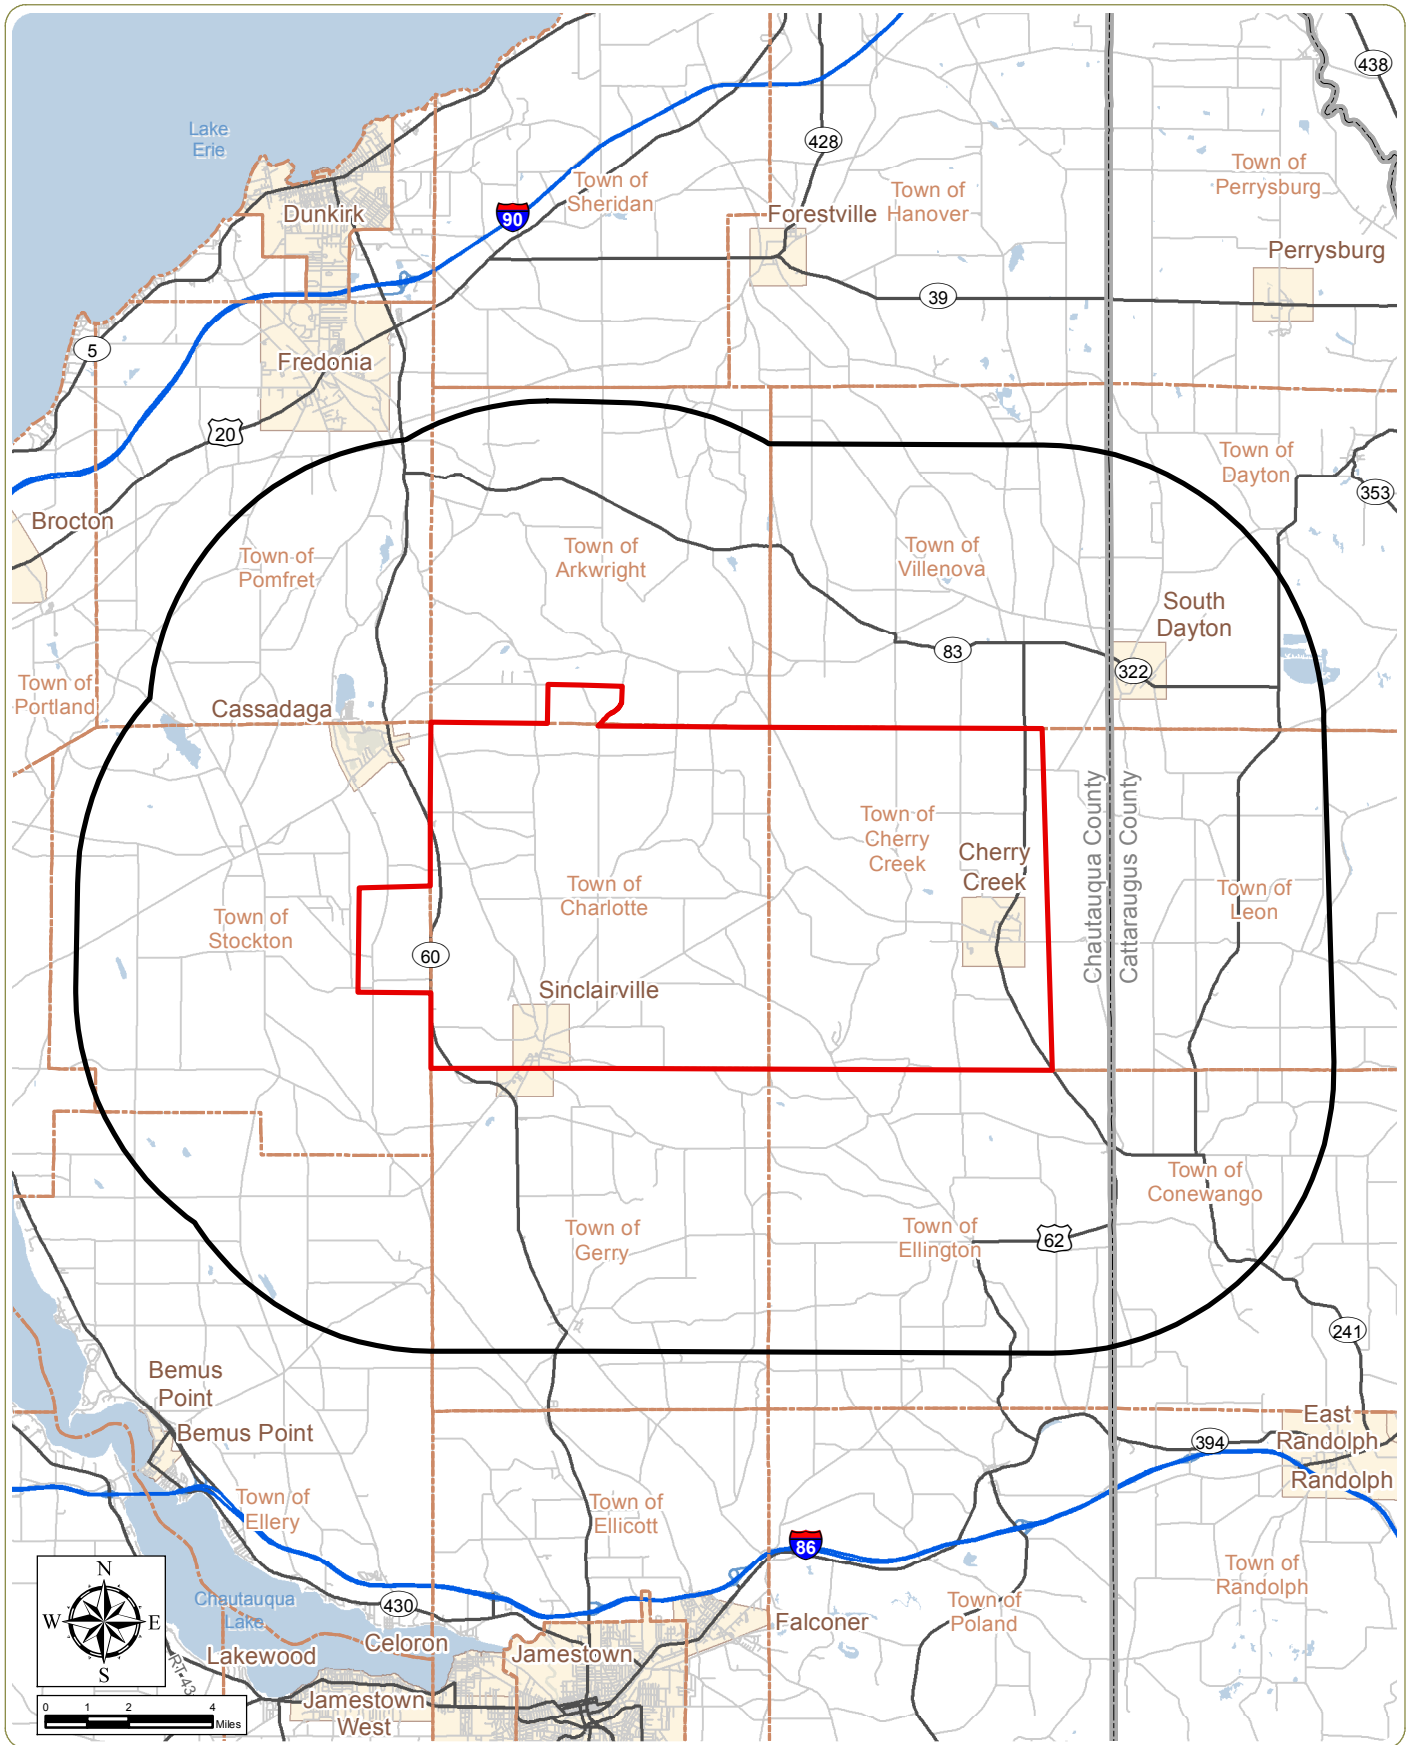 438
Lake
Erie
428
Town of
Perrysburg
Town of
Sheridan
Town of
Hanover
Dunkirk
Forestville
90
Perrysburg
39
5
Fredonia
20
Town of
Dayton
353
Brocton
Town of
Pomfret
Town of
Arkwright
Town of
Villenova
South
Dayton
83
322
Town of
Portland
Cassadaga
Chautauqua County
Cattaraugus County
Town of
Cherry
Creek
Cherry
Creek
Town of
Charlotte
Town of
Leon
Town of
Stockton
60
Sinclairville
Town of
Conewango
Town of
Gerry
Town of
Ellington
62
241
Bemus
Point
Bemus Point
East
Randolph
Randolph
394
Town of
Ellery
Town of
Ellicott
86
Town of
Randolph
N
W
E
S
Chautauqua
Lake
430
Town of
Poland
Falconer
Celoron
Lakewood
Jamestown
RT-43
Jamestown
West
0 1 2 4
Miles